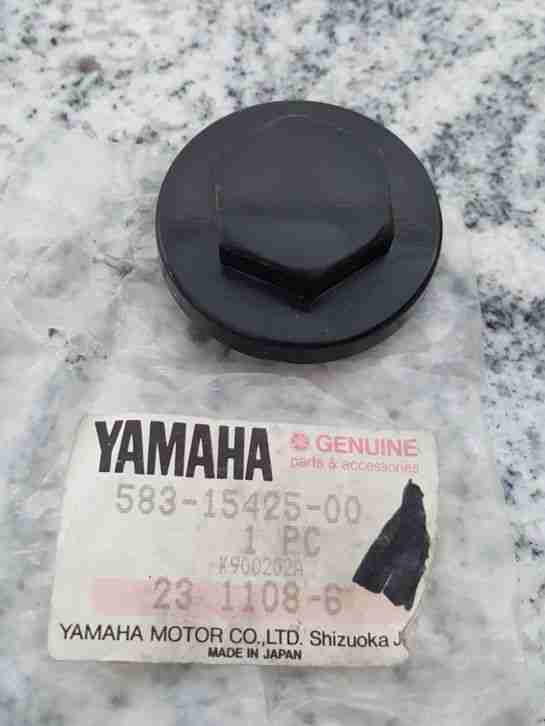 YAMAHA GENUINE
parts & accessories
583-15425-00
1 PC
K900202A
23 1108-6
YAMAHA MOTOR CO.,LTD. Shizuoka J
MADE IN JAPAN